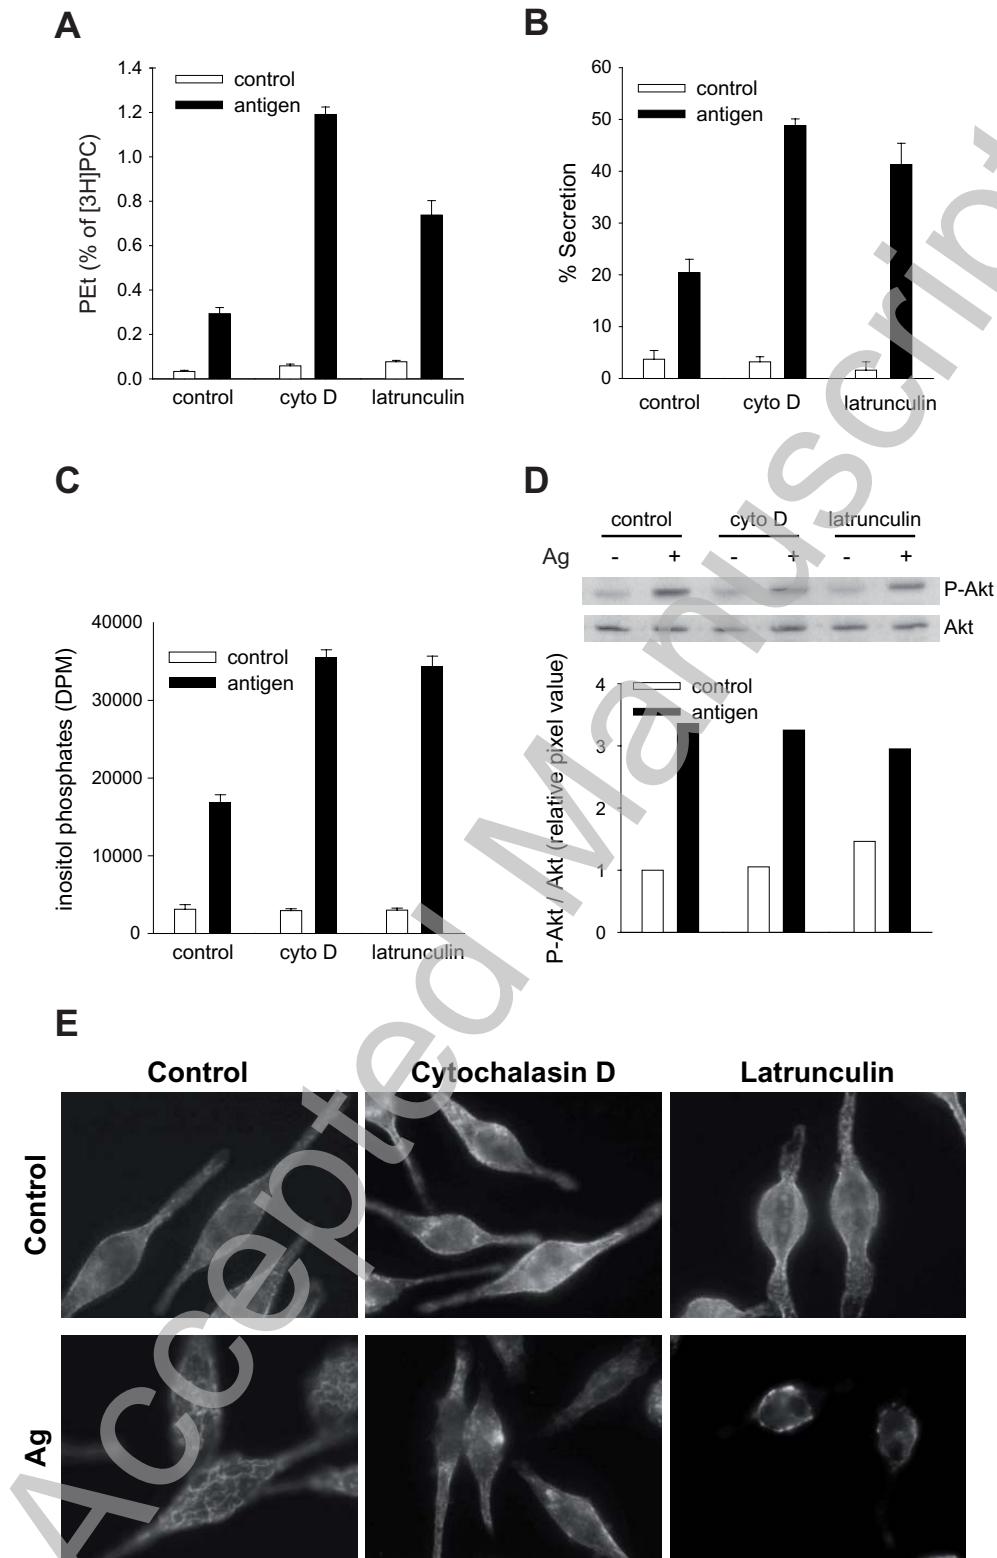 A
1.4
1.2
1.0
0.8
0.6
0.4
0.2
0.0
PEt (% of [3H]PC)
control
antigen
control cyto D latrunculin
B
60
50
40
30
20
10
0
% Secretion
control
antigen
control cyto D latrunculin
C
40000
30000
20000
10000
0
inositol phosphates (DPM)
control
antigen
control cyto D latrunculin
D
control cyto D latrunculin
Ag - + - + - +
P-Akt
Akt
4
3
2
1
0
P-Akt / Akt (relative pixel value)
control
antigen
E
Control Cytochalasin D Latrunculin
Control
Ag
Accepted Manuscript